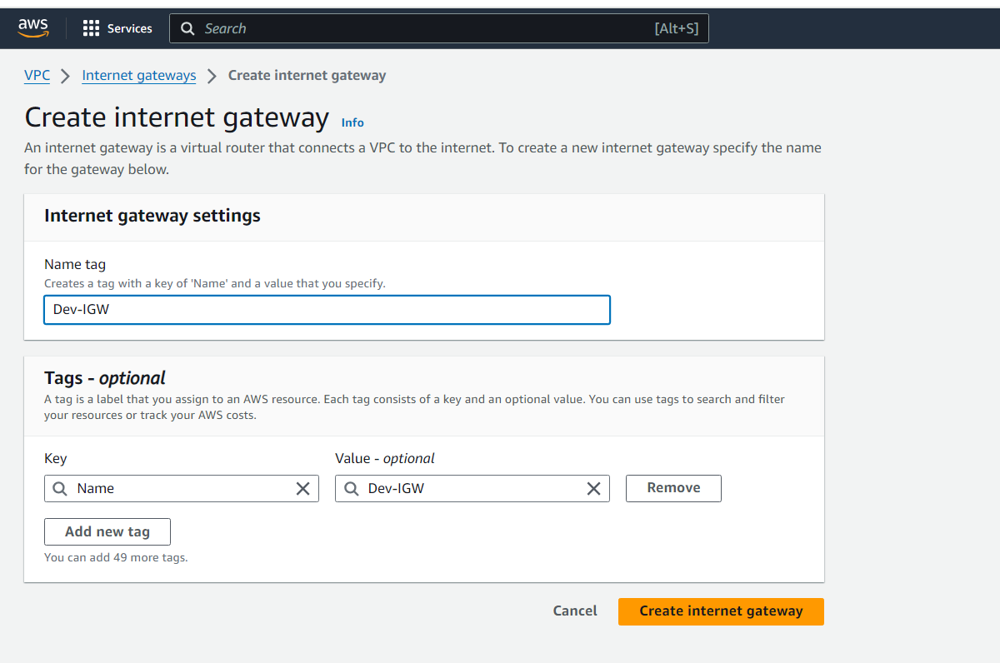 aws Services Search [Alt+S]
VPC Internet gateways Create internet gateway
Create internet gateway Info
An internet gateway is a virtual router that connects a VPC to the internet. To create a new internet gateway specify the name
for the gateway below.
Internet gateway settings
Name tag
Creates a tag with a key of 'Name' and a value that you specify.
Dev-IGW
Tags - optional
A tag is a label that you assign to an AWS resource. Each tag consists of a key and an optional value. You can use tags to search and filter
your resources or track your AWS costs.
Key Value - optional
Name Dev-IGW Remove
Add new tag
You can add 49 more tags.
Cancel Create internet gateway